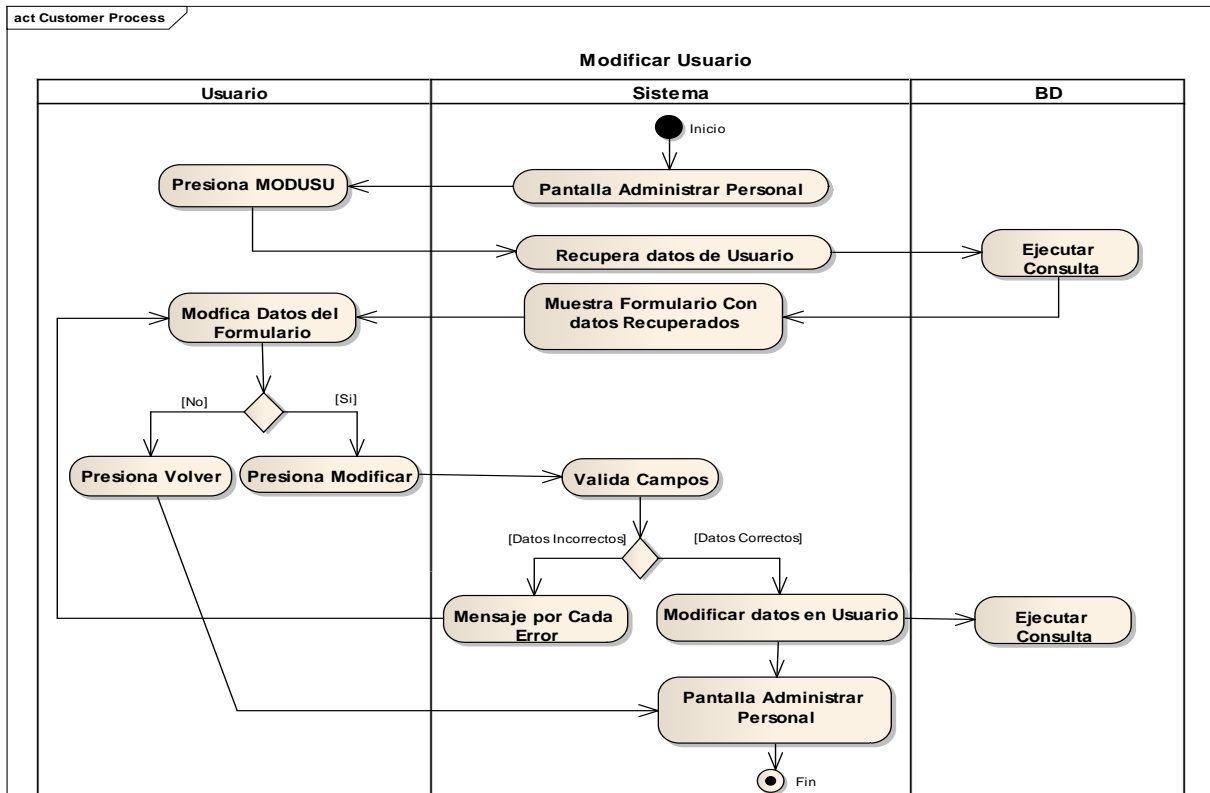 act Customer Process
Modificar Usuario
Usuario
Sistema
BD
Inicio
Presiona MODUSU
Pantalla Administrar Personal
Recupera datos de Usuario
Ejecutar
Consulta
Modfica Datos del
Formulario
Muestra Formulario Con
datos Recuperados
[No]
[Si]
Presiona Volver
Presiona Modificar
Valida Campos
[Datos Incorrectos]
[Datos Correctos]
Mensaje por Cada
Error
Modificar datos en Usuario
Ejecutar
Consulta
Pantalla Administrar
Personal
Fin